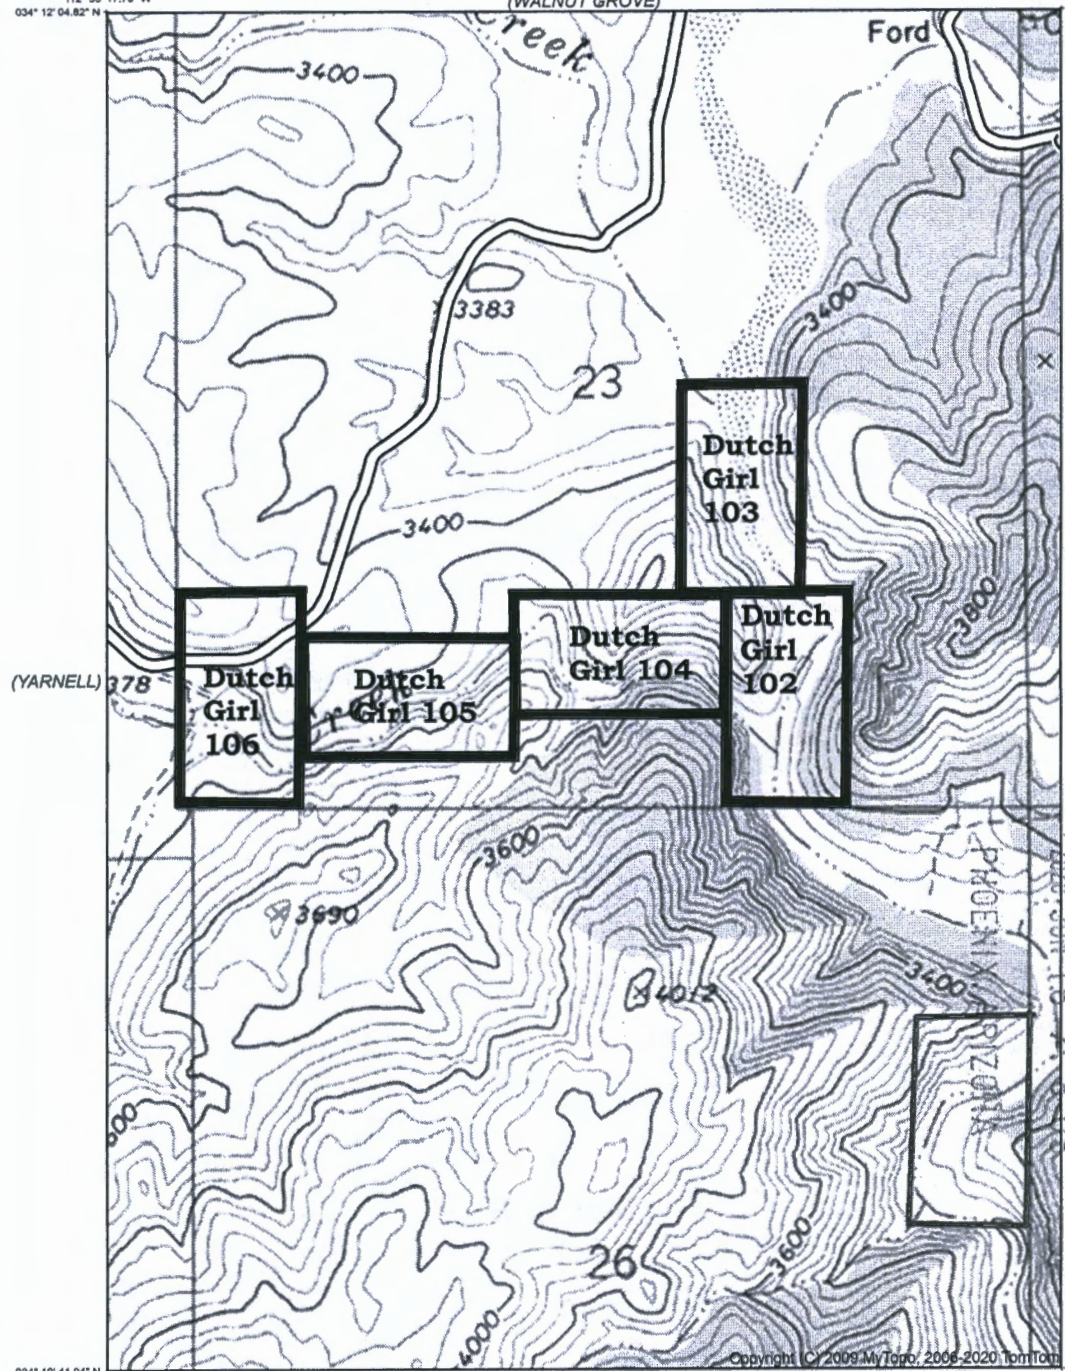 (WALNUT GROVE)
034° 12' 04.82" N
Creek
Ford
3400
3383
3400
23
Dutch
Girl
103
3400
3800
Dutch
Girl
102
Dutch
Girl 104
(YARNELL)
378
Dutch
Girl
106
Dutch
Girl 105
3600
3690
3400
4012
PHOENIX ARIZONA
600
26
3600
4000
Copyright (C) 2009 MyTopo, 2006-2020 TomTom